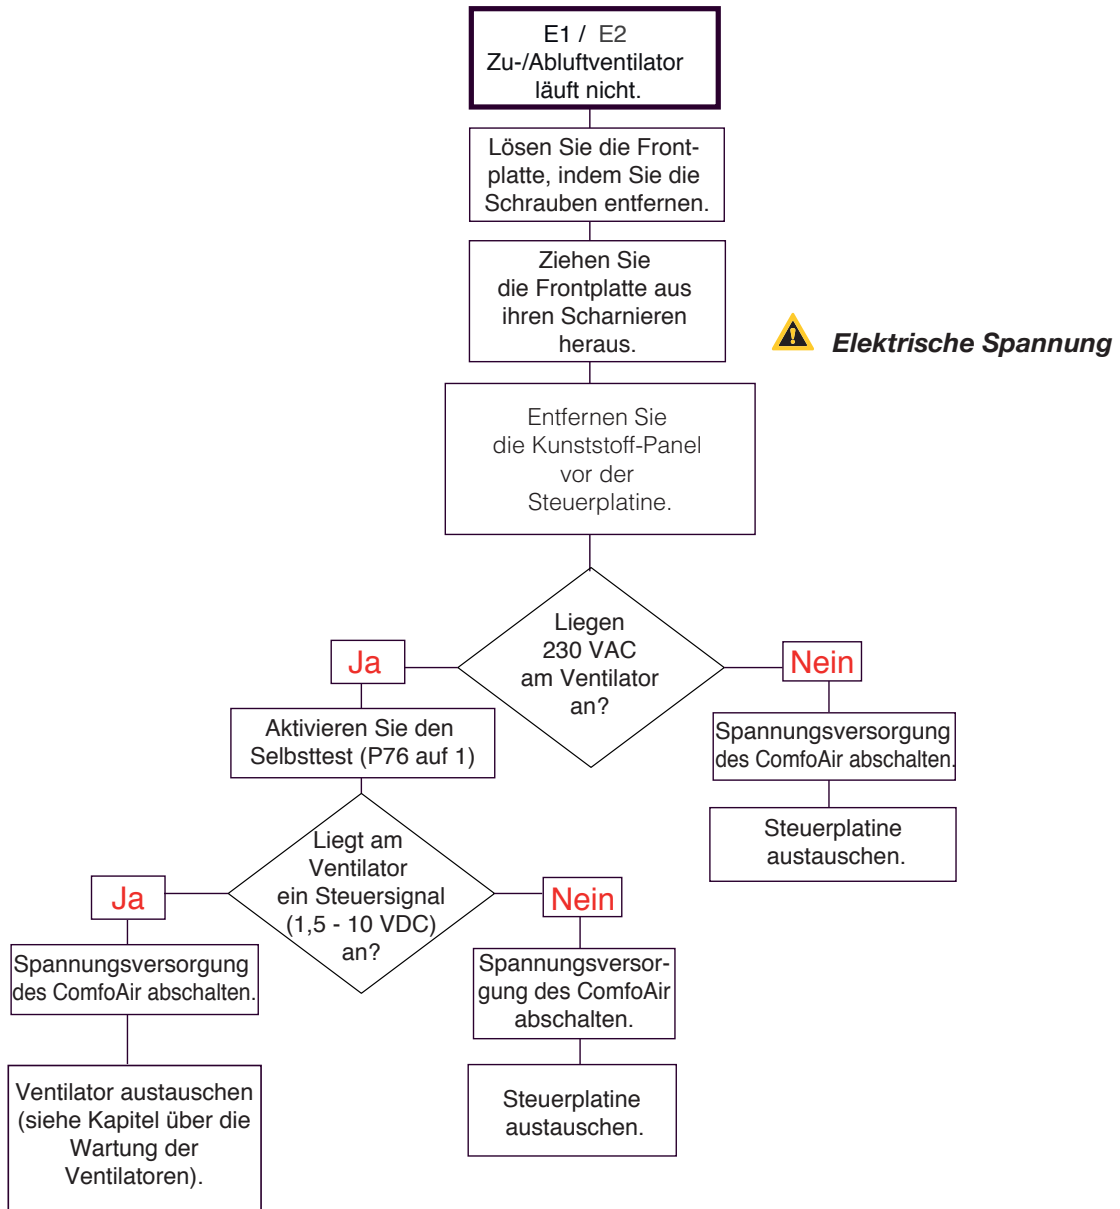 E1 / E2
Zu-/Abluftventilator
läuft nicht.
Lösen Sie die Front-
platte, indem Sie die
Schrauben entfernen.
Ziehen Sie
die Frontplatte aus
ihren Scharnieren
heraus.
Elektrische Spannung
Entfernen Sie
die Kunststoff-Panel
vor der
Steuerplatine.
Liegen
230 VAC
am Ventilator
an?
Ja
Nein
Aktivieren Sie den
Selbsttest (P76 auf 1)
Spannungsversorgung
des ComfoAir abschalten.
Steuerplatine
austauschen.
Liegt am
Ventilator
ein Steuersignal
(1,5 - 10 VDC)
an?
Ja
Nein
Spannungsversorgung
des ComfoAir abschalten.
Spannungsversor-
gung des ComfoAir
abschalten.
Ventilator austauschen
(siehe Kapitel über die
Wartung der
Ventilatoren).
Steuerplatine
austauschen.